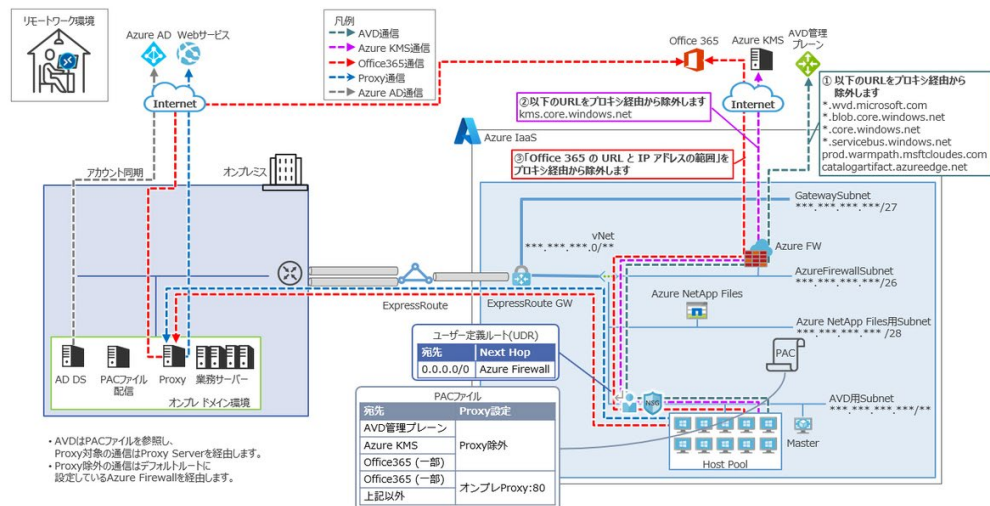 リモートワーク環境
Azure AD
Webサービス
Internet
凡例
AVD通信
Azure KMS通信
Office365通信
Proxy通信
Azure AD通信
Office 365
Azure KMS
AVD管理
プレーン
Internet
① 以下のURLをプロキシ経由から
除外します
*.wvd.microsoft.com
*.blob.core.windows.net
*.core.windows.net
*.servicebus.windows.net
prod.warmpath.msftcloudes.com
catalogartifact.azureedge.net
②以下のURLをプロキシ経由から除外します
kms.core.windows.net
Azure IaaS
③「Office 365 の URL と IP アドレスの範囲」を
プロキシ経由から除外します
アカウント同期
オンプレミス
GatewaySubnet
***.***.***.***/27
vNet
***.***.***.0/**
Azure FW
AzureFirewallSubnet
***.***.***.***/26
ExpressRoute
ExpressRoute GW
Azure NetApp Files
Azure NetApp Files用Subnet
***.***.***.***/28
PAC
ユーザー定義ルート(UDR)
宛先 Next Hop
0.0.0.0/0 Azure Firewall
AD DS
PACファイル
配信
Proxy
業務サーバー
オンプレ ドメイン環境
NSG
AVD用Subnet
***.***.***.***/**
Master
Host Pool
PACファイル
宛先 Proxy設定
AVD管理プレーン
Azure KMS
Office365 (一部)
Proxy除外
Office365 (一部)
上記以外
オンプレProxy:80
・AVDはPACファイルを参照し、
Proxy対象の通信はProxy Serverを経由します。
・Proxy除外の通信はデフォルトルートに
設定しているAzure Firewallを経由します。